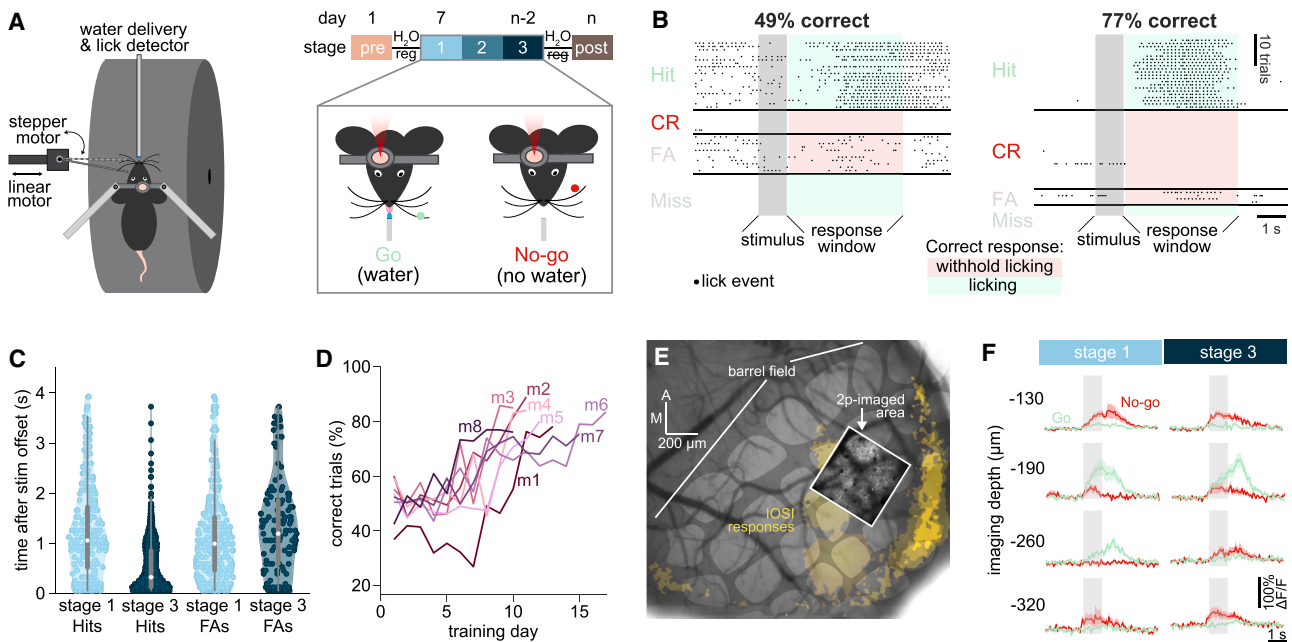 A
water delivery
& lick detector
stepper
motor
linear
motor
day 1 7 n-2 n
stage pre H2O reg 1 2 3 H2O reg post
Go
(water)
No-go
(no water)
B
49% correct
77% correct
Hit
CR
FA
Miss
stimulus
response
window
Hit
CR
FA
Miss
10 trials
1 s
stimulus
response
window
•lick event
Correct response:
withhold licking
licking
C
time after stim offset (s)
4
3
2
1
0
stage 1
Hits
stage 3
Hits
stage 1
FAs
stage 3
FAs
D
correct trials (%)
100
80
60
40
20
0 5 10 15
training day
m3
m2
m4
m5
m6
m7
m8
m1
E
barrel field
A
M
200 µm
2p-imaged
area
IOSI
responses
F
stage 1
stage 3
imaging depth (µm)
-130
-190
-260
-320
Go
No-go
100%
ΔF/F
1 s